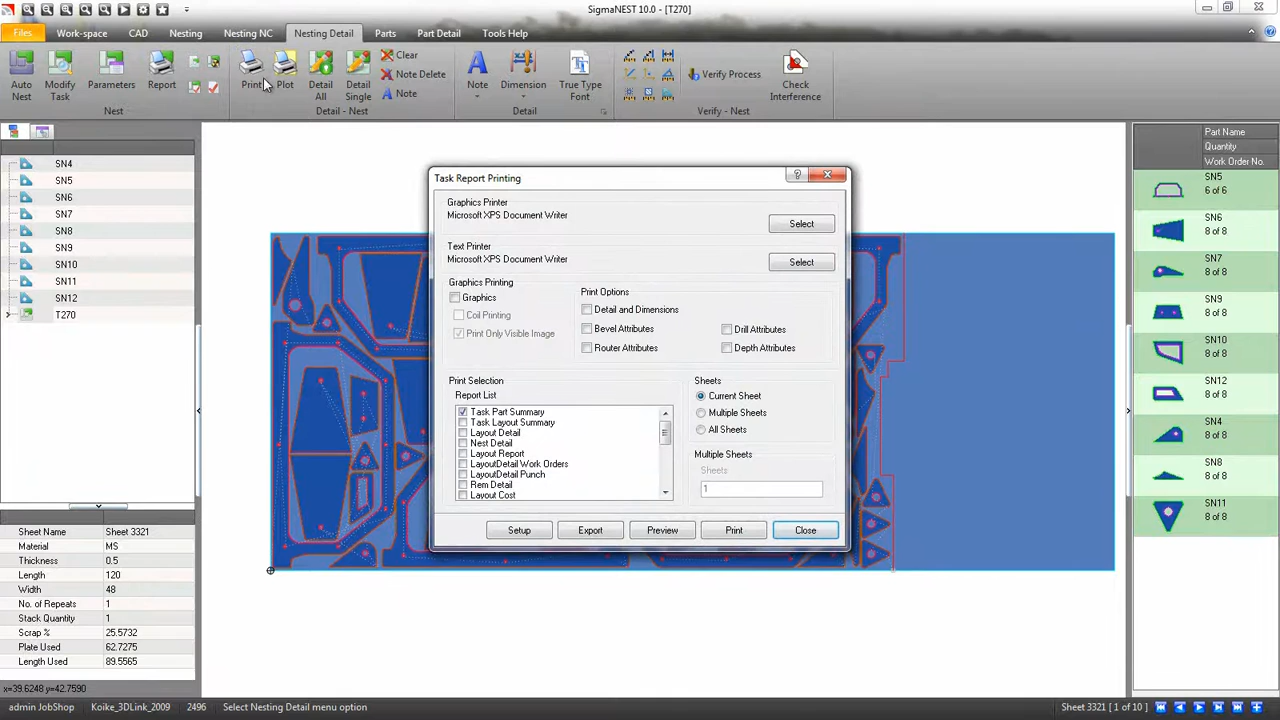 SigmaNEST 10.0 - [T270]
Files
Work-space
CAD
Nesting
Nesting NC
Nesting Detail
Parts
Part Detail
Tools Help
Auto Nest
Modify Task
Parameters
Report
Print
Plot
Detail All
Detail Single
Clear
Note Delete
Note
Note
Dimension
True Type Font
Verify Process
Check Interference
Nest
Detail - Nest
Detail
Verify - Nest
SN4
SN5
SN6
SN7
SN8
SN9
SN10
SN11
SN12
T270
Sheet Name Sheet 3321
Material MS
Thickness 0.5
Length 120
Width 48
No. of Repeats 1
Stack Quantity 1
Scrap % 25.5732
Plate Used 62.7275
Length Used 89.5565
Task Report Printing
Graphics Printer
Microsoft XPS Document Writer
Select
Text Printer
Microsoft XPS Document Writer
Select
Graphics Printing
Graphics
Coil Printing
Print Only Visible Image
Print Options
Detail and Dimensions
Bevel Attributes
Drill Attributes
Router Attributes
Depth Attributes
Print Selection
Report List
Task Part Summary
Task Layout Summary
Layout Detail
Nest Detail
Layout Report
LayoutDetail Work Orders
LayoutDetail Punch
Rem Detail
Layout Cost
Sheets
Current Sheet
Multiple Sheets
All Sheets
Multiple Sheets
Sheets
1
Setup
Export
Preview
Print
Close
Part Name
Quantity
Work Order No.
SN5
6 of 6
SN6
8 of 8
SN7
8 of 8
SN9
8 of 8
SN10
8 of 8
SN12
8 of 8
SN4
8 of 8
SN8
8 of 8
SN11
8 of 8
x=39.6248 y=42.7590
admin JobShop
Koike_3DLink_2009
2496
Select Nesting Detail menu option
Sheet 3321 [ 1 of 10 ]